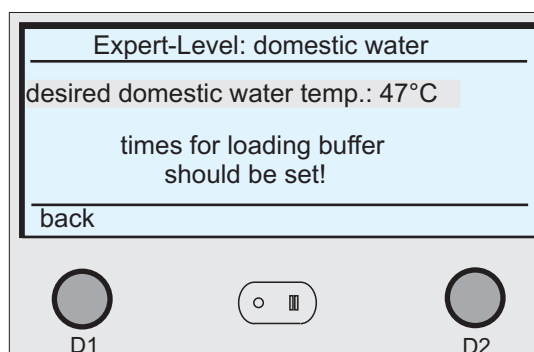 Expert-Level: domestic water
desired domestic water temp.: 47°C
times for loading buffer
should be set!
back
D1
D2